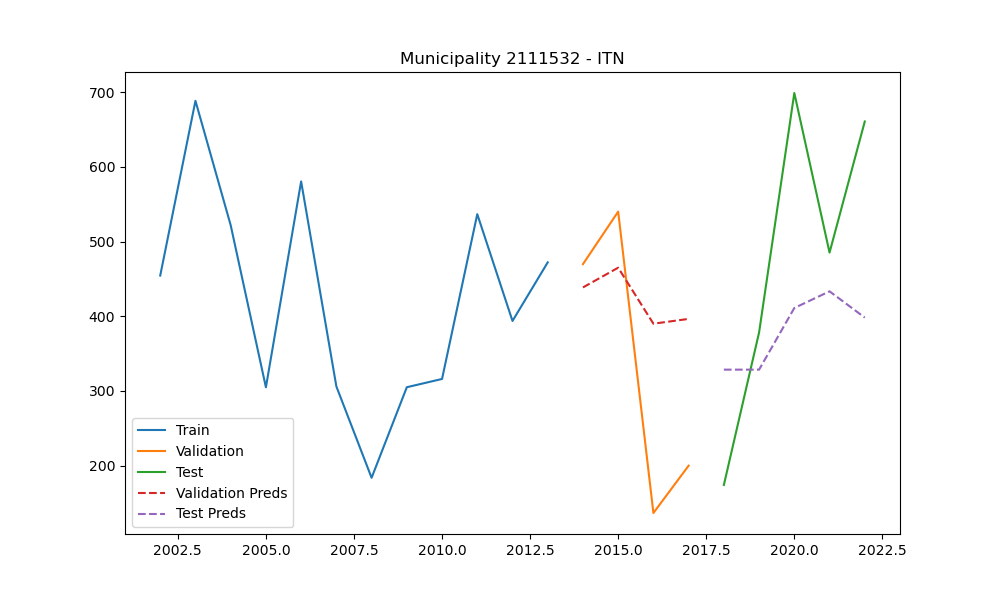 Municipality 2111532 - ITN
700
600
500
400
300
200
Train
Validation
Test
Validation Preds
Test Preds
2002.5 2005.0 2007.5 2010.0 2012.5 2015.0 2017.5 2020.0 2022.5